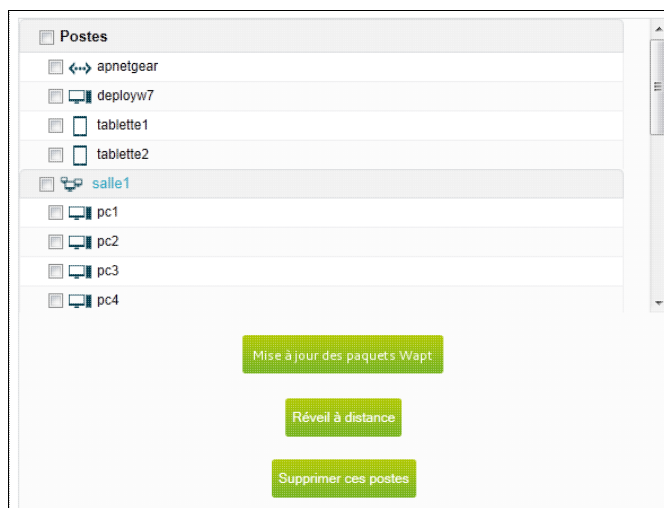 Postes
apnetgear
deployw7
tablette1
tablette2
salle1
pc1
pc2
pc3
pc4
Mise à jour des paquets Wapt
Réveil à distance
Supprimer ces postes